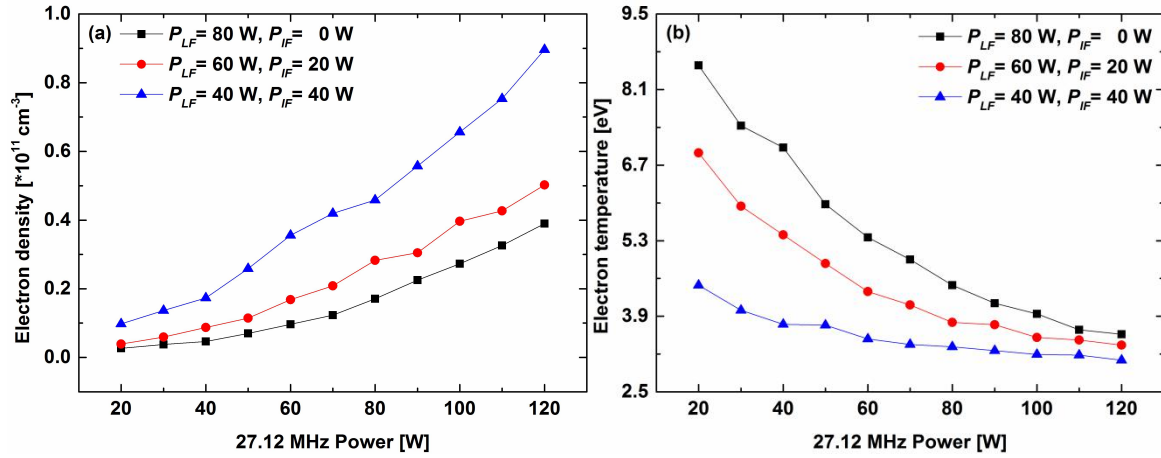 (a)
P_LF= 80 W, P_IF= 0 W
P_LF= 60 W, P_IF= 20 W
P_LF= 40 W, P_IF= 40 W
Electron density [*10^11 cm^-3]
1.0
0.8
0.6
0.4
0.2
0.0
20 40 60 80 100 120
27.12 MHz Power [W]
(b)
P_LF= 80 W, P_IF= 0 W
P_LF= 60 W, P_IF= 20 W
P_LF= 40 W, P_IF= 40 W
Electron temperature [eV]
9.5
8.1
6.7
5.3
3.9
2.5
20 40 60 80 100 120
27.12 MHz Power [W]